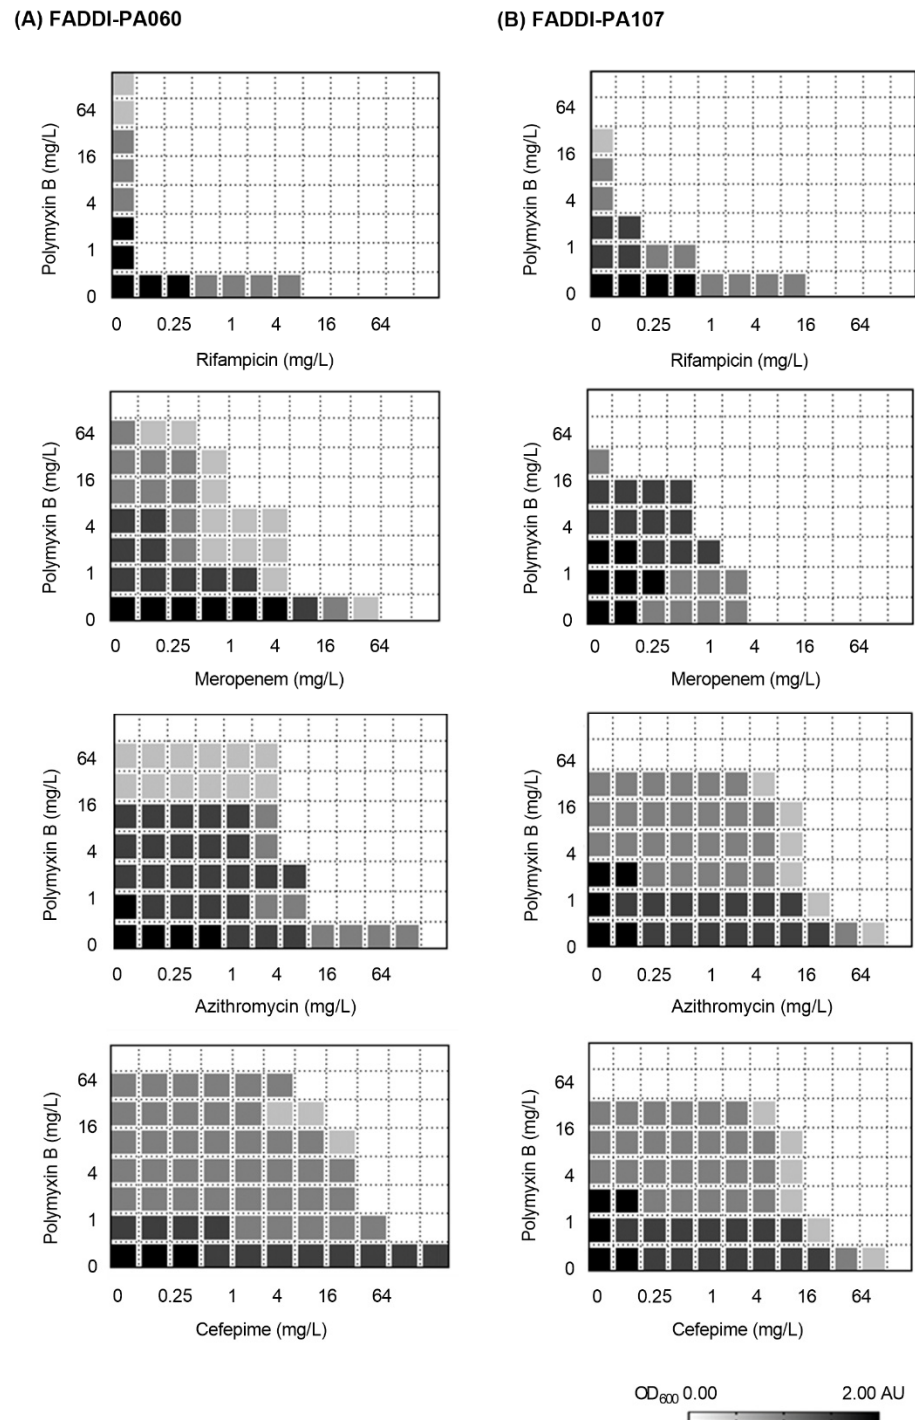 (A) FADDI-PA060
(B) FADDI-PA107
Polymyxin B (mg/L)
64
16
4
1
0
0 0.25 1 4 16 64
Rifampicin (mg/L)
Polymyxin B (mg/L)
64
16
4
1
0
0 0.25 1 4 16 64
Rifampicin (mg/L)
Polymyxin B (mg/L)
64
16
4
1
0
0 0.25 1 4 16 64
Meropenem (mg/L)
Polymyxin B (mg/L)
64
16
4
1
0
0 0.25 1 4 16 64
Meropenem (mg/L)
Polymyxin B (mg/L)
64
16
4
1
0
0 0.25 1 4 16 64
Azithromycin (mg/L)
Polymyxin B (mg/L)
64
16
4
1
0
0 0.25 1 4 16 64
Azithromycin (mg/L)
Polymyxin B (mg/L)
64
16
4
1
0
0 0.25 1 4 16 64
Cefepime (mg/L)
Polymyxin B (mg/L)
64
16
4
1
0
0 0.25 1 4 16 64
Cefepime (mg/L)
OD₆₀₀ 0.00 2.00 AU